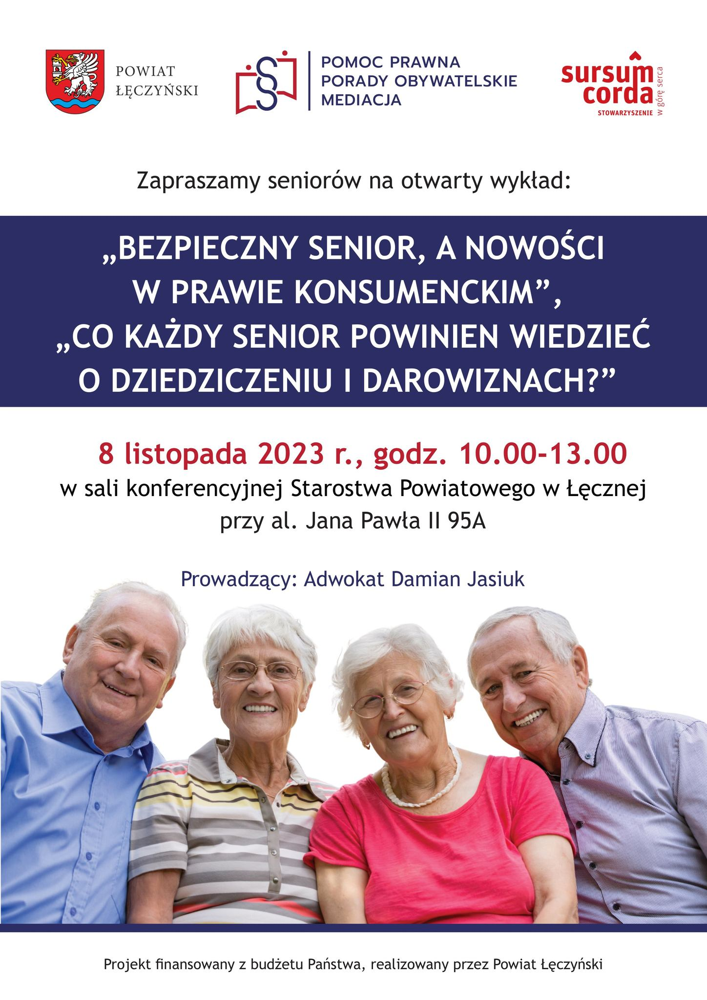 POWIAT
ŁĘCZYŃSKI
POMOC PRAWNA
PORADY OBYWATELSKIE
MEDIACJA
sursum
corda
STOWARZYSZENIE
w górę serca
Zapraszamy seniorów na otwarty wykład:
„BEZPIECZNY SENIOR, A NOWOŚCI
W PRAWIE KONSUMENCKIM”,
„CO KAŻDY SENIOR POWINIEN WIEDZIEĆ
O DZIEDZICZENIU I DAROWIZNACH?”
8 listopada 2023 r., godz. 10.00-13.00
w sali konferencyjnej Starostwa Powiatowego w Łęcznej
przy al. Jana Pawła II 95A
Prowadzący: Adwokat Damian Jasiuk
Projekt finansowany z budżetu Państwa, realizowany przez Powiat Łęczyński